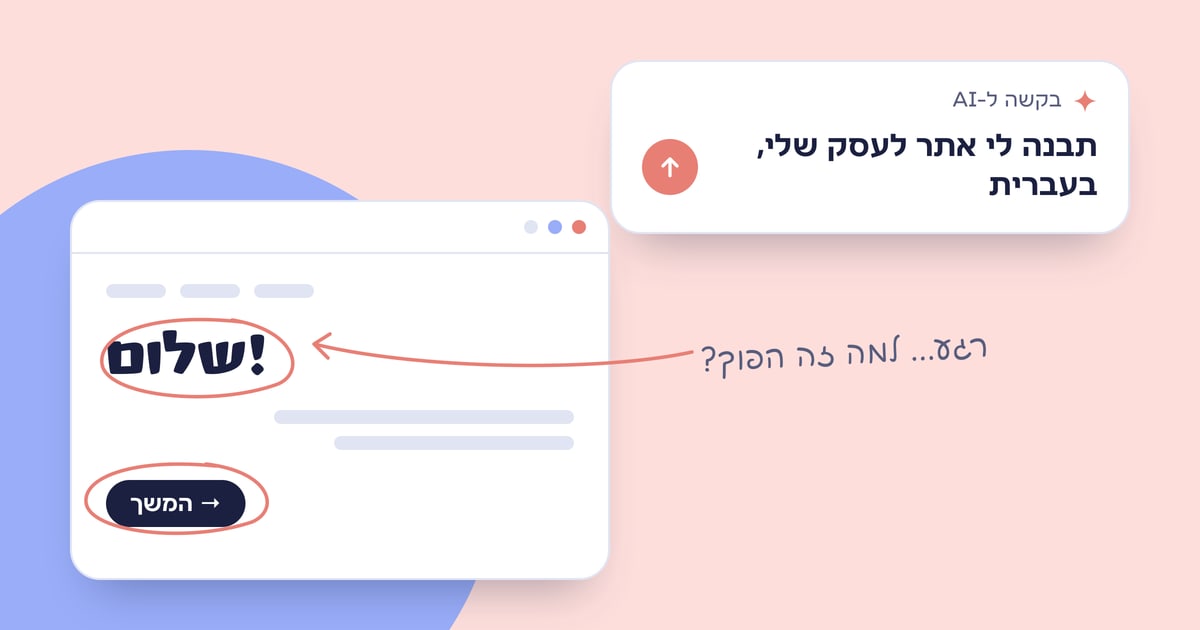 בקשה ל-AI
תבנה לי אתר לעסק שלי,
בעברית
!שלום
רגע... למה זה הפוך?
המשך →